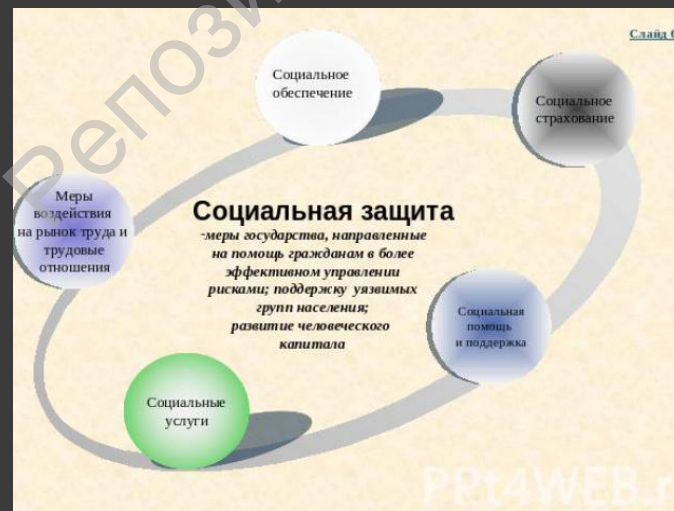 Слайд
Социальное
обеспечение
Социальное
страхование
Меры
воздействия
на рынок труда и
трудовые
отношения
Социальная защита
-меры государства, направленные
на помощь гражданам в более
эффективном управлении
рисками; поддержку уязвимых
групп населения;
развитие человеческого
капитала
Социальная
помощь
и поддержка
Социальные
услуги
PPt4WEB.r